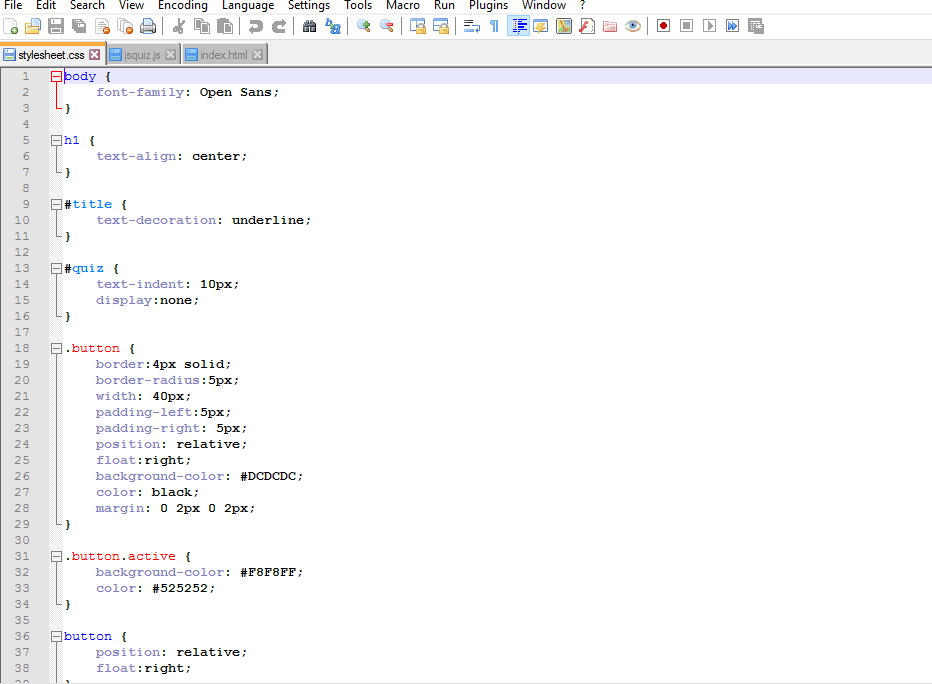 File Edit Search View Encoding Language Settings Tools Macro Run Plugins Window ?
stylesheet.css jsquiz.js index.html
1 body {
2 font-family: Open Sans;
3 }
4
5 h1 {
6 text-align: center;
7 }
8
9 #title {
10 text-decoration: underline;
11 }
12
13 #quiz {
14 text-indent: 10px;
15 display:none;
16 }
17
18 .button {
19 border:4px solid;
20 border-radius:5px;
21 width: 40px;
22 padding-left:5px;
23 padding-right: 5px;
24 position: relative;
25 float:right;
26 background-color: #DCDCDC;
27 color: black;
28 margin: 0 2px 0 2px;
29 }
30
31 .button.active {
32 background-color: #F8F8FF;
33 color: #525252;
34 }
35
36 button {
37 position: relative;
38 float:right;